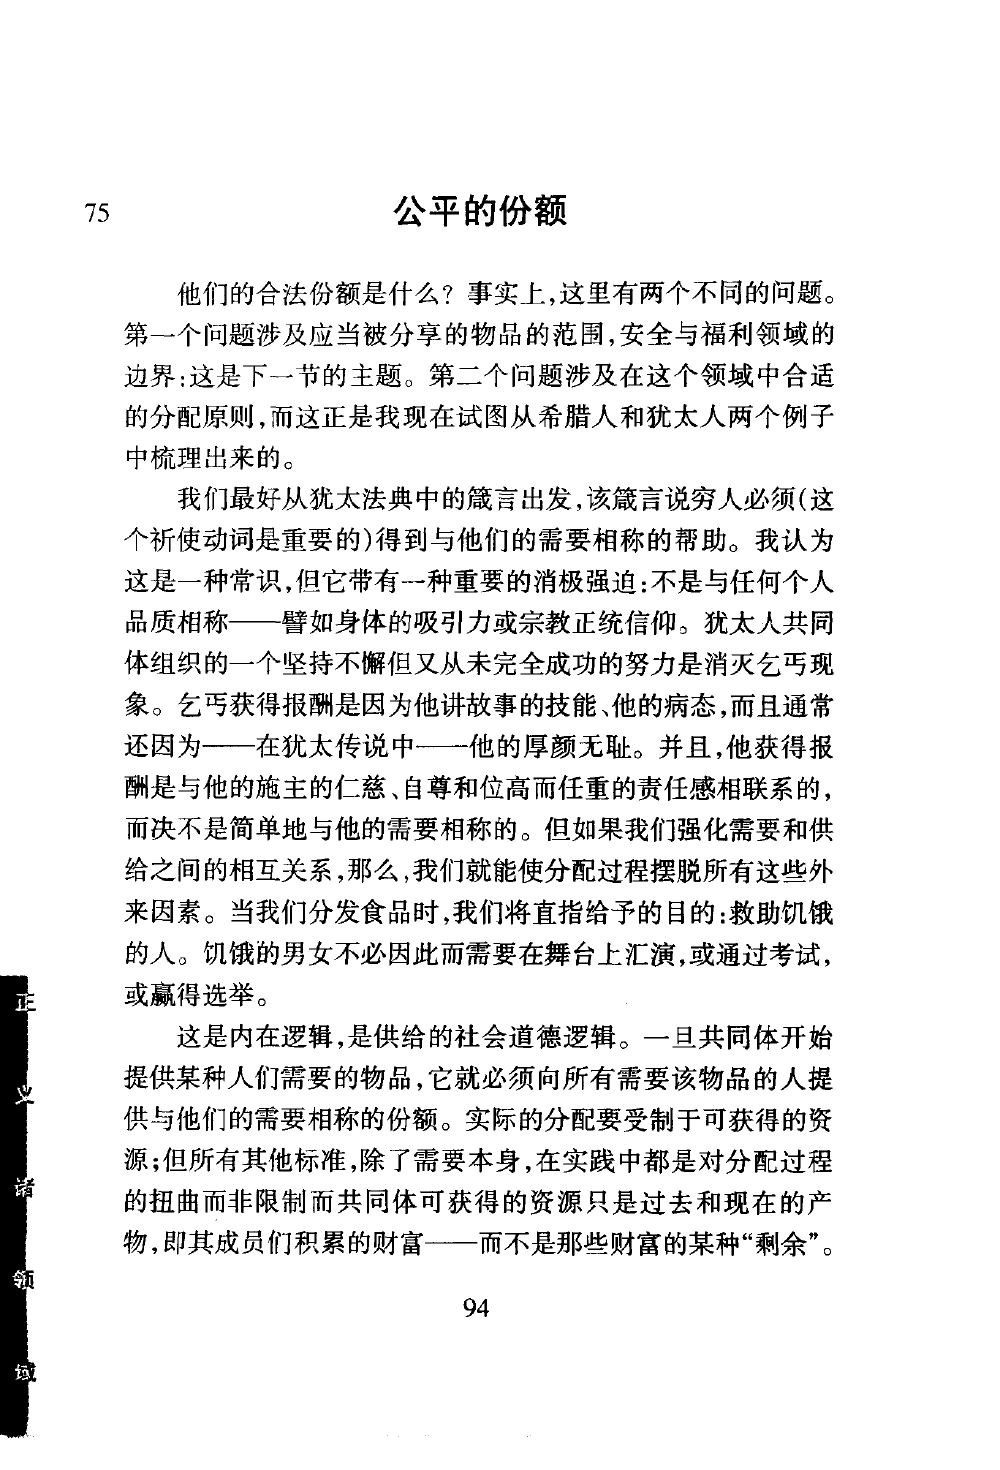 75
公平的份额
他们的合法份额是什么？事实上,这里有两个不同的问题。
第一个问题涉及应当被分享的物品的范围,安全与福利领域的
边界:这是下一节的主题。第二个问题涉及在这个领域中合适
的分配原则,而这正是我现在试图从希腊人和犹太人两个例子
中梳理出来的。
我们最好从犹太法典中的箴言出发,该箴言说穷人必须(这
个祈使动词是重要的)得到与他们的需要相称的帮助。我认为
这是一种常识,但它带有一种重要的消极强迫:不是与任何个人
品质相称——譬如身体的吸引力或宗教正统信仰。犹太人共同
体组织的一个坚持不懈但又从未完全成功的努力是消灭乞丐现
象。乞丐获得报酬是因为他讲故事的技能、他的病态,而且通常
还因为——在犹太传说中——他的厚颜无耻。并且,他获得报
酬是与他的施主的仁慈、自尊和位高而任重的责任感相联系的,
而决不是简单地与他的需要相称的。但如果我们强化需要和供
给之间的相互关系,那么,我们就能使分配过程摆脱所有这些外
来因素。当我们分发食品时,我们将直指给予的目的:救助饥饿
的人。饥饿的男女不必因此而需要在舞台上汇演,或通过考试,
或赢得选举。
这是内在逻辑,是供给的社会道德逻辑。一旦共同体开始
提供某种人们需要的物品,它就必须向所有需要该物品的人提
供与他们的需要相称的份额。实际的分配要受制于可获得的资
源;但所有其他标准,除了需要本身,在实践中都是对分配过程
的扭曲而非限制而共同体可获得的资源只是过去和现在的产
物,即其成员们积累的财富——而不是那些财富的某种“剩余”。
94
正
义
诸
领
域